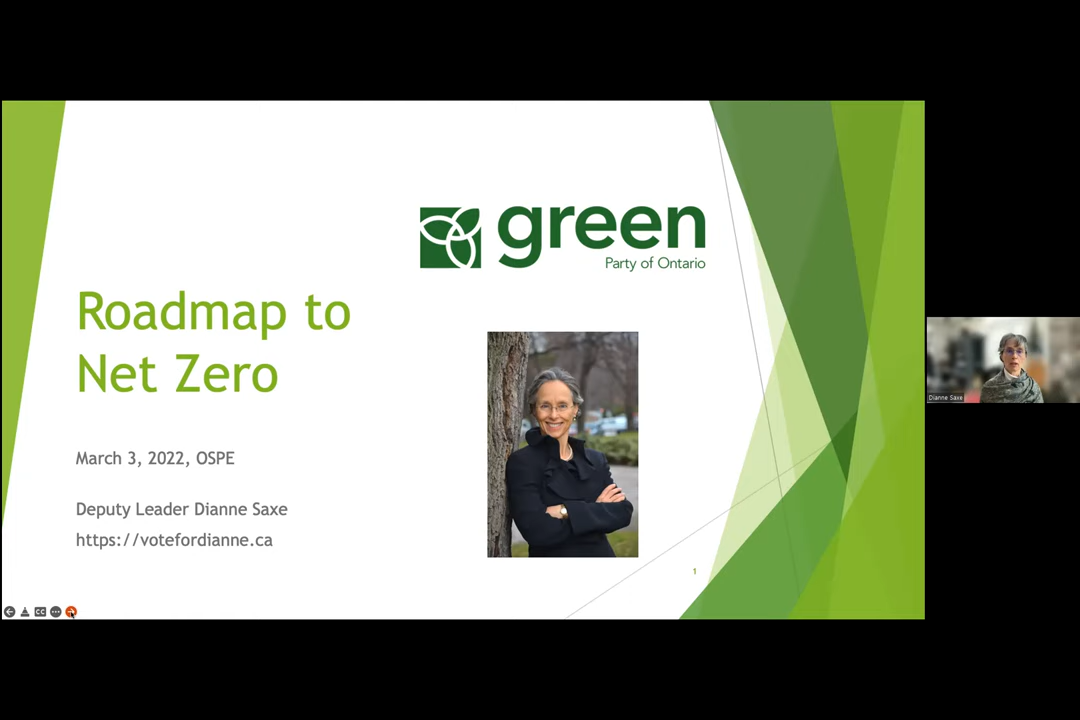 green
Party of Ontario
Roadmap to
Net Zero
March 3, 2022, OSPE
Deputy Leader Dianne Saxe
https://votefordianne.ca
1
CC
Dianne Saxe